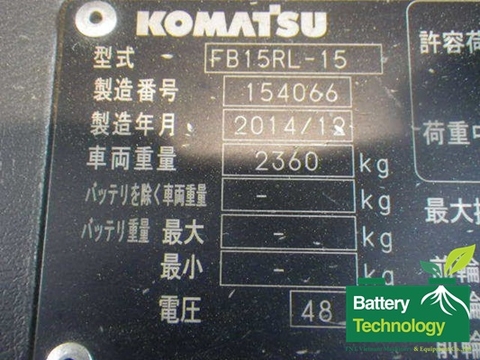 KOMATSU
型式 FB15RL-15
製造番号 154066
製造年月 2014/12
車両重量 2360 kg
バッテリを除く車両重量 - kg
バッテリ重量 最大 - kg
最小 - kg
電圧 48
許容荷
荷重中
最大
前輪
Battery
Technology